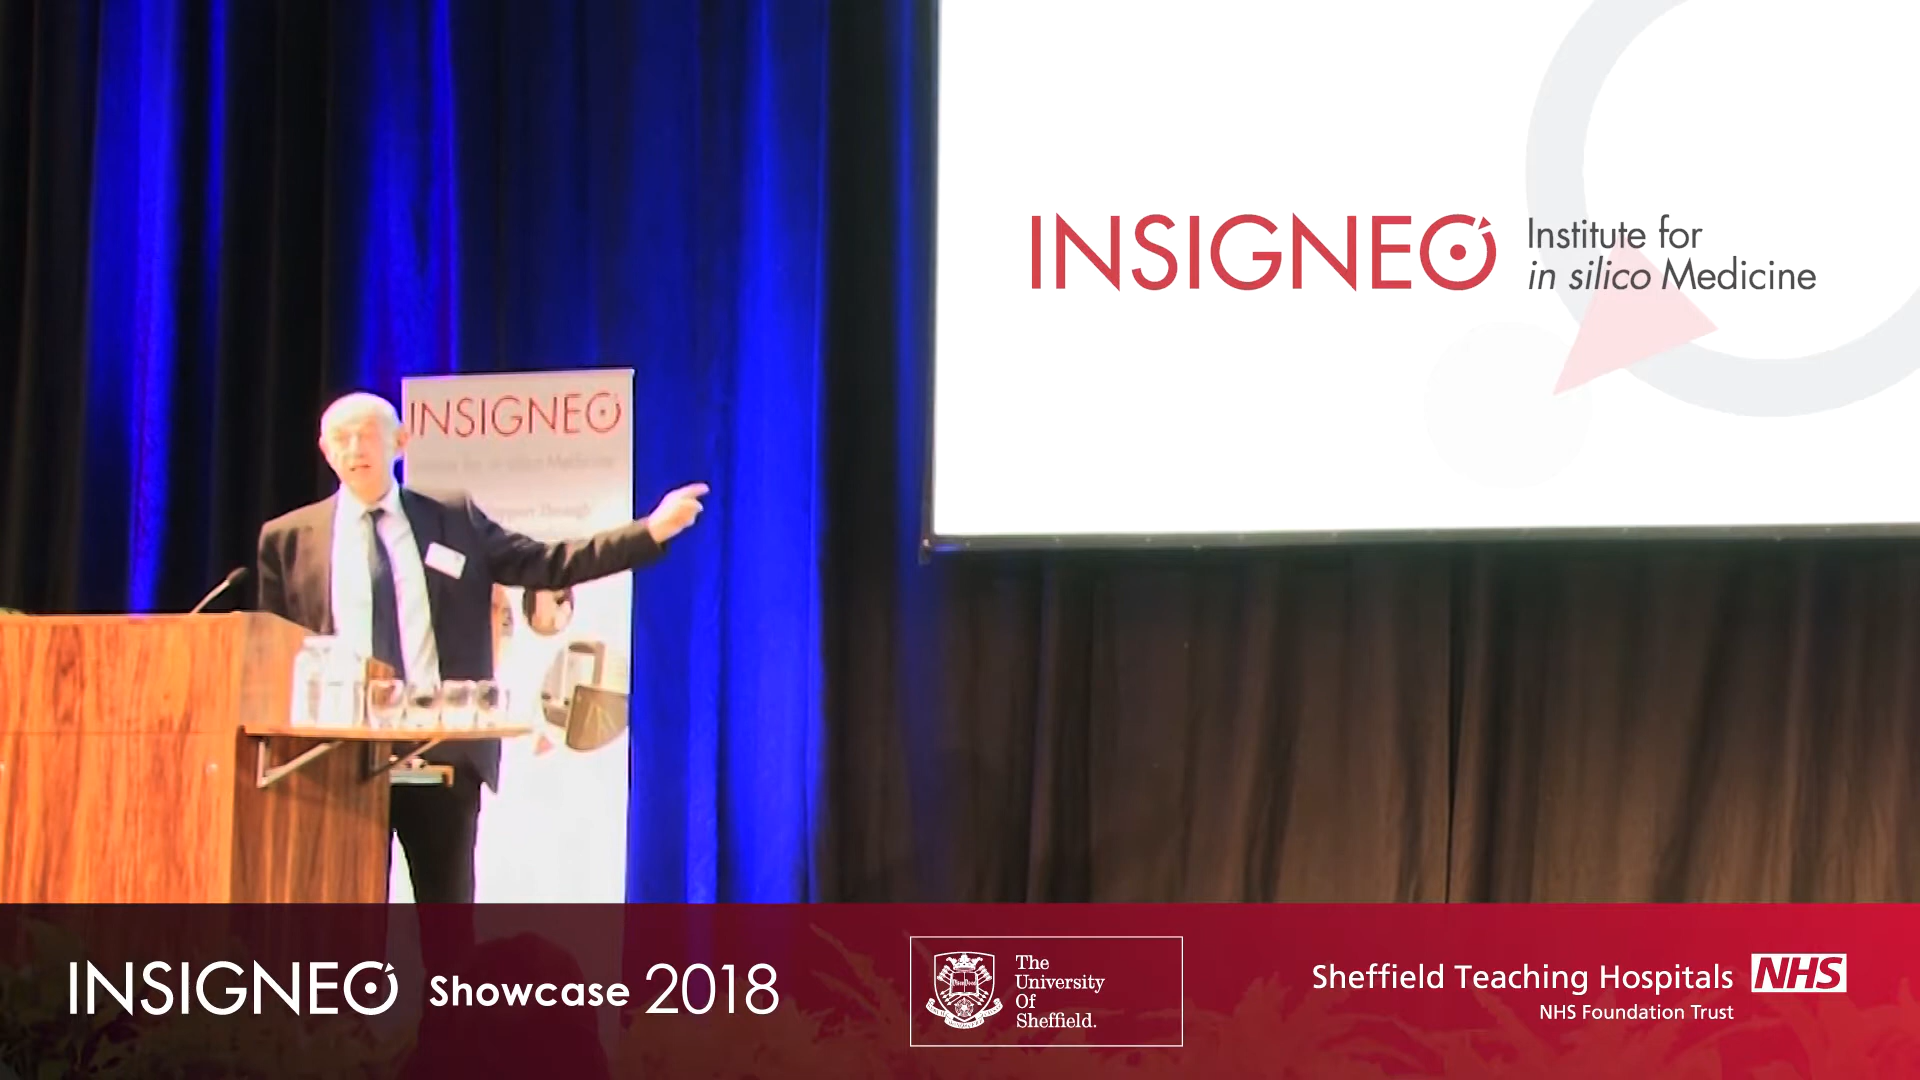 INSIGNEO
Institute for
in silico Medicine
INSIGNEO
INSIGNEO Showcase 2018
The
University
Of
Sheffield.
Sheffield Teaching Hospitals NHS
NHS Foundation Trust